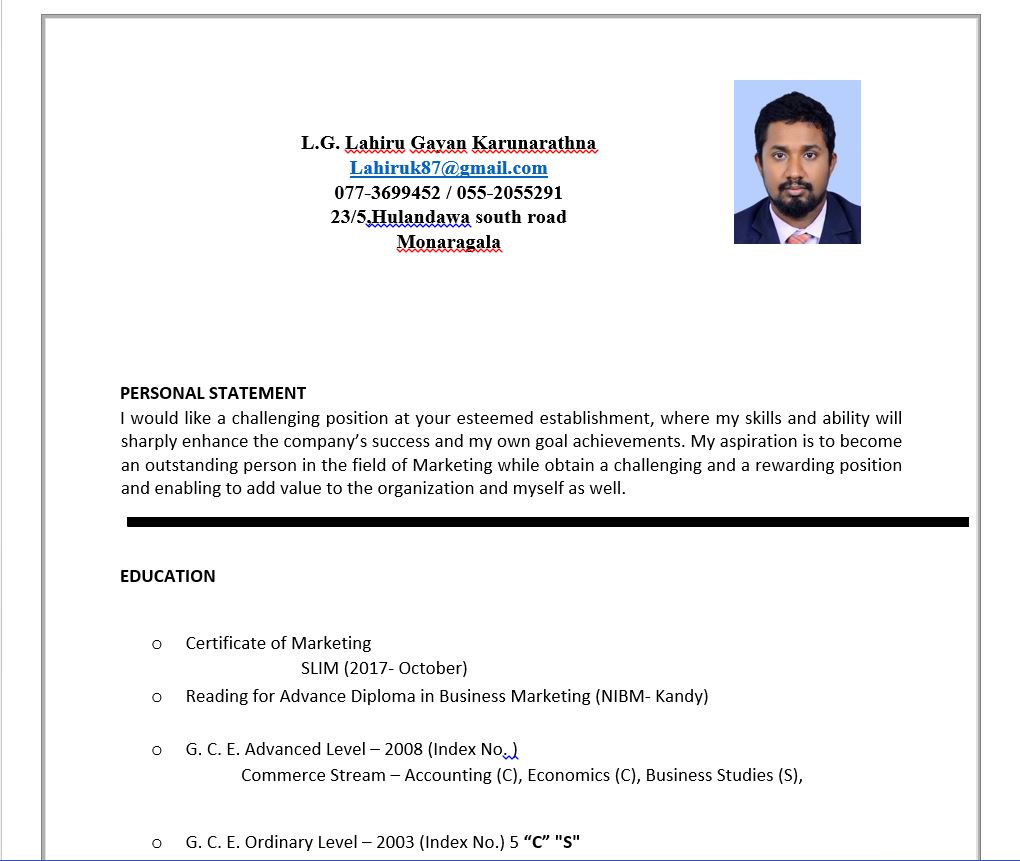 L.G. Lahiru Gayan Karunarathna
Lahiruk87@gmail.com
077-3699452 / 055-2055291
23/5,Hulandawa south road
Monaragala
PERSONAL STATEMENT
I would like a challenging position at your esteemed establishment, where my skills and ability will
sharply enhance the company’s success and my own goal achievements. My aspiration is to become
an outstanding person in the field of Marketing while obtain a challenging and a rewarding position
and enabling to add value to the organization and myself as well.
EDUCATION
o Certificate of Marketing
SLIM (2017- October)
o Reading for Advance Diploma in Business Marketing (NIBM- Kandy)
o G. C. E. Advanced Level – 2008 (Index No. )
Commerce Stream – Accounting (C), Economics (C), Business Studies (S),
o G. C. E. Ordinary Level – 2003 (Index No.) 5 “C” "S"